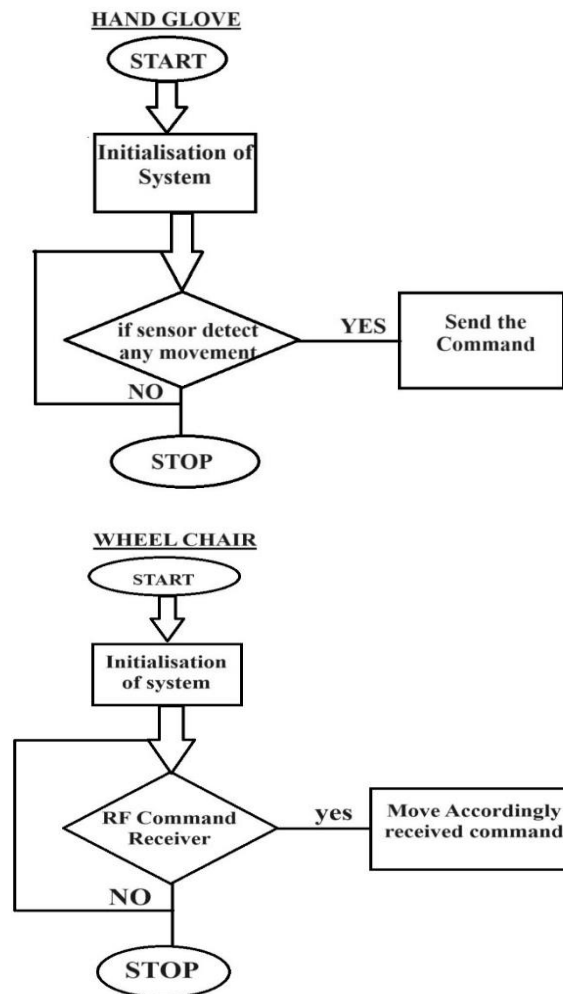 HAND GLOVE
START
Initialisation of
System
if sensor detect
any movement
YES
Send the
Command
NO
STOP
WHEEL CHAIR
START
Initialisation
of system
RF Command
Receiver
yes
Move Accordingly
received command
NO
STOP